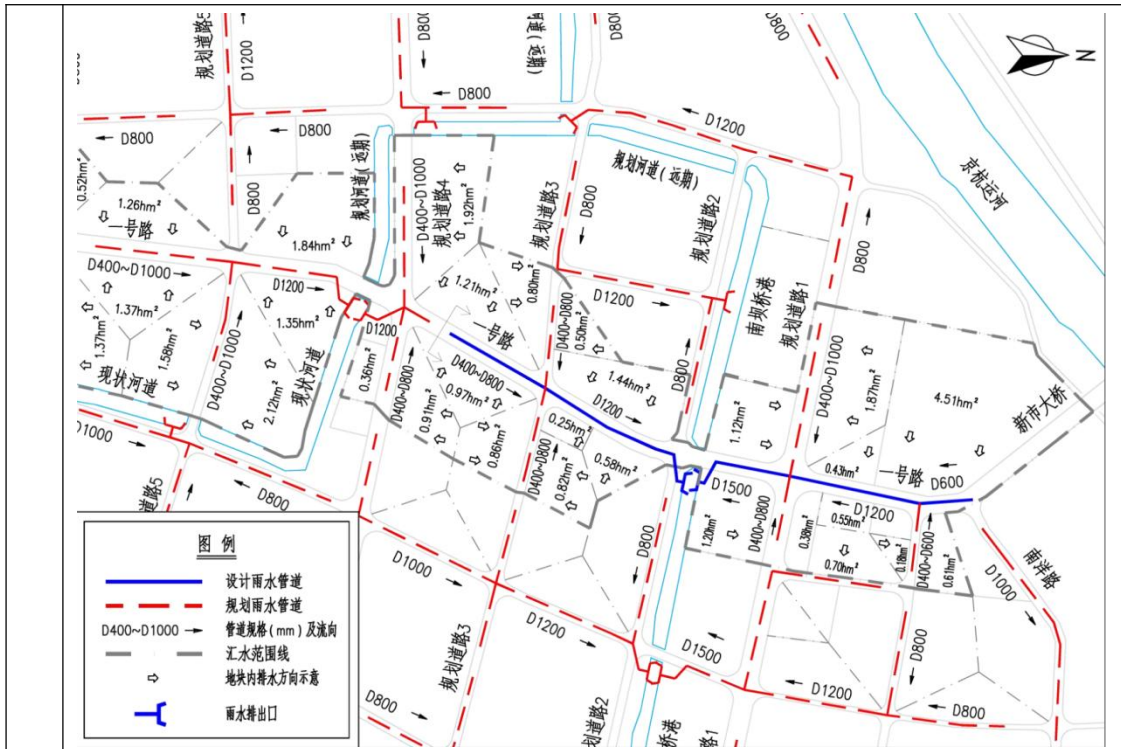 规划道路5
D1200
D800
D800
D800
D800
规划河道(远期)
D800
D800
N
京杭运河
D1200
D800
D800
0.52hm²
1.26hm²
一号路
D800
1.84hm²
规划河道(远期)
D400~D1000
规划道路4
1.92hm²
规划道路3
D800
规划河道(远期)
规划道路2
南坝桥港
规划道路1
D800
D400~D1000
1.37hm²
1.37hm²
1.58hm²
现状河道
D400~D1000
D1200
1.35hm²
2.12hm²
现状河道
D1200
0.36hm²
1.21hm²
0.80hm²
一号路
D400~D800
0.50hm²
D1200
1.44hm²
D800
D1200
1.12hm²
D400~D1000
1.87hm²
4.51hm²
新市大桥
0.43hm²
一号路
D600
D400~D800
D400~D800
0.91hm²
0.97hm²
0.86hm²
0.25hm²
0.58hm²
0.82hm²
D400~D800
D1500
1.20hm²
D400~D800
D1200
0.38hm²
0.55hm²
0.70hm²
0.18hm²
D400~D600
0.61hm²
南洋路
D1000
D1000
道路5
D800
D800
D1000
D1200
D1500
D800
D1200
D800
规划道路3
D800
规划道路2
桥港
路1
图 例
设计雨水管道
规划雨水管道
D400~D1000 管道规格(mm)及流向
汇水范围线
地块内排水方向示意
雨水排出口